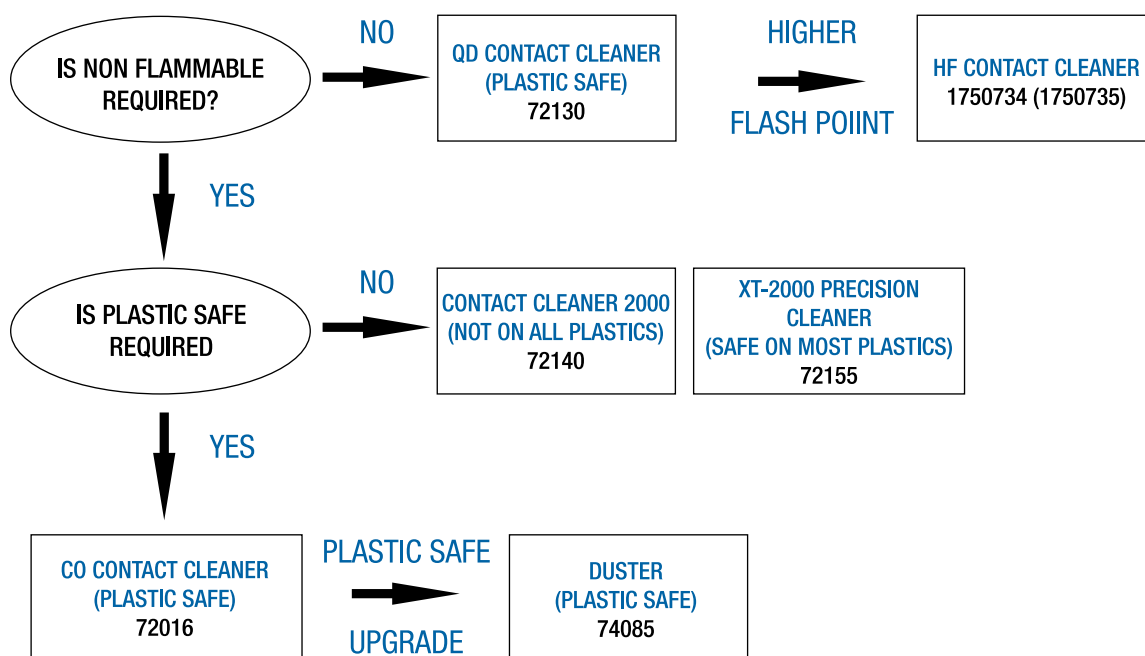 IS NON FLAMMABLE
REQUIRED?
NO
QD CONTACT CLEANER
(PLASTIC SAFE)
72130
HIGHER
FLASH POIINT
HF CONTACT CLEANER
1750734 (1750735)
YES
IS PLASTIC SAFE
REQUIRED
NO
CONTACT CLEANER 2000
(NOT ON ALL PLASTICS)
72140
XT-2000 PRECISION
CLEANER
(SAFE ON MOST PLASTICS)
72155
YES
CO CONTACT CLEANER
(PLASTIC SAFE)
72016
PLASTIC SAFE
UPGRADE
DUSTER
(PLASTIC SAFE)
74085